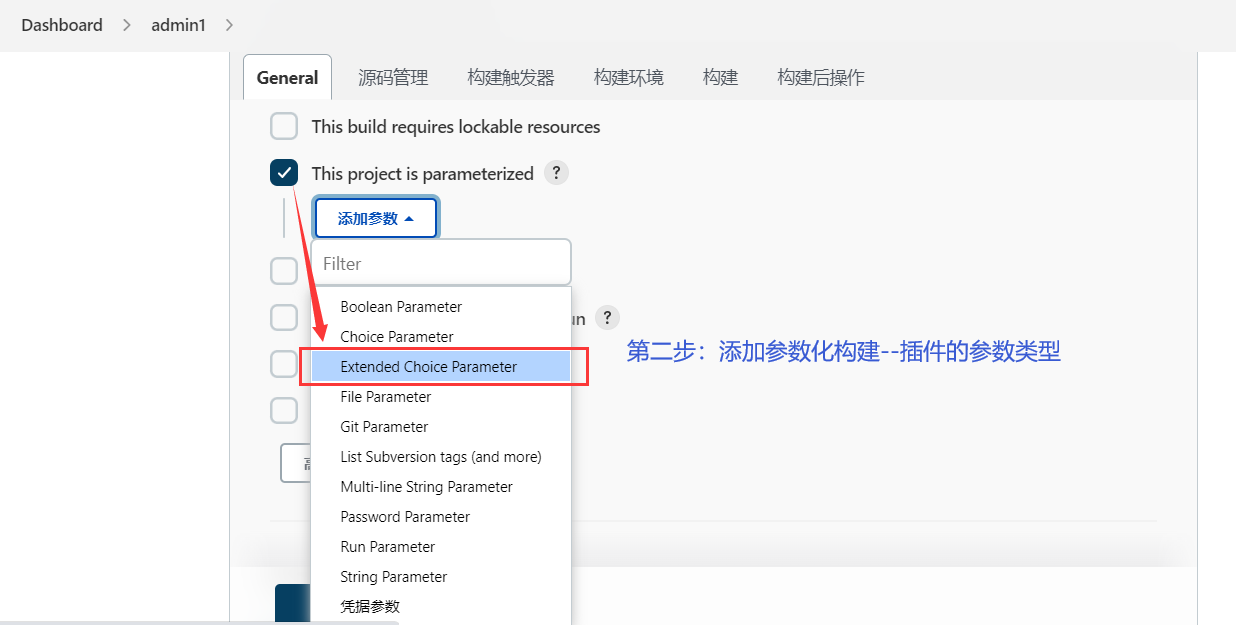 Dashboard > admin1 >
General 源码管理 构建触发器 构建环境 构建 构建后操作
This build requires lockable resources
This project is parameterized ?
添加参数
Filter
Boolean Parameter
un ?
Choice Parameter
第二步：添加参数化构建--插件的参数类型
Extended Choice Parameter
File Parameter
Git Parameter
List Subversion tags (and more)
Multi-line String Parameter
Password Parameter
Run Parameter
String Parameter
凭据参数